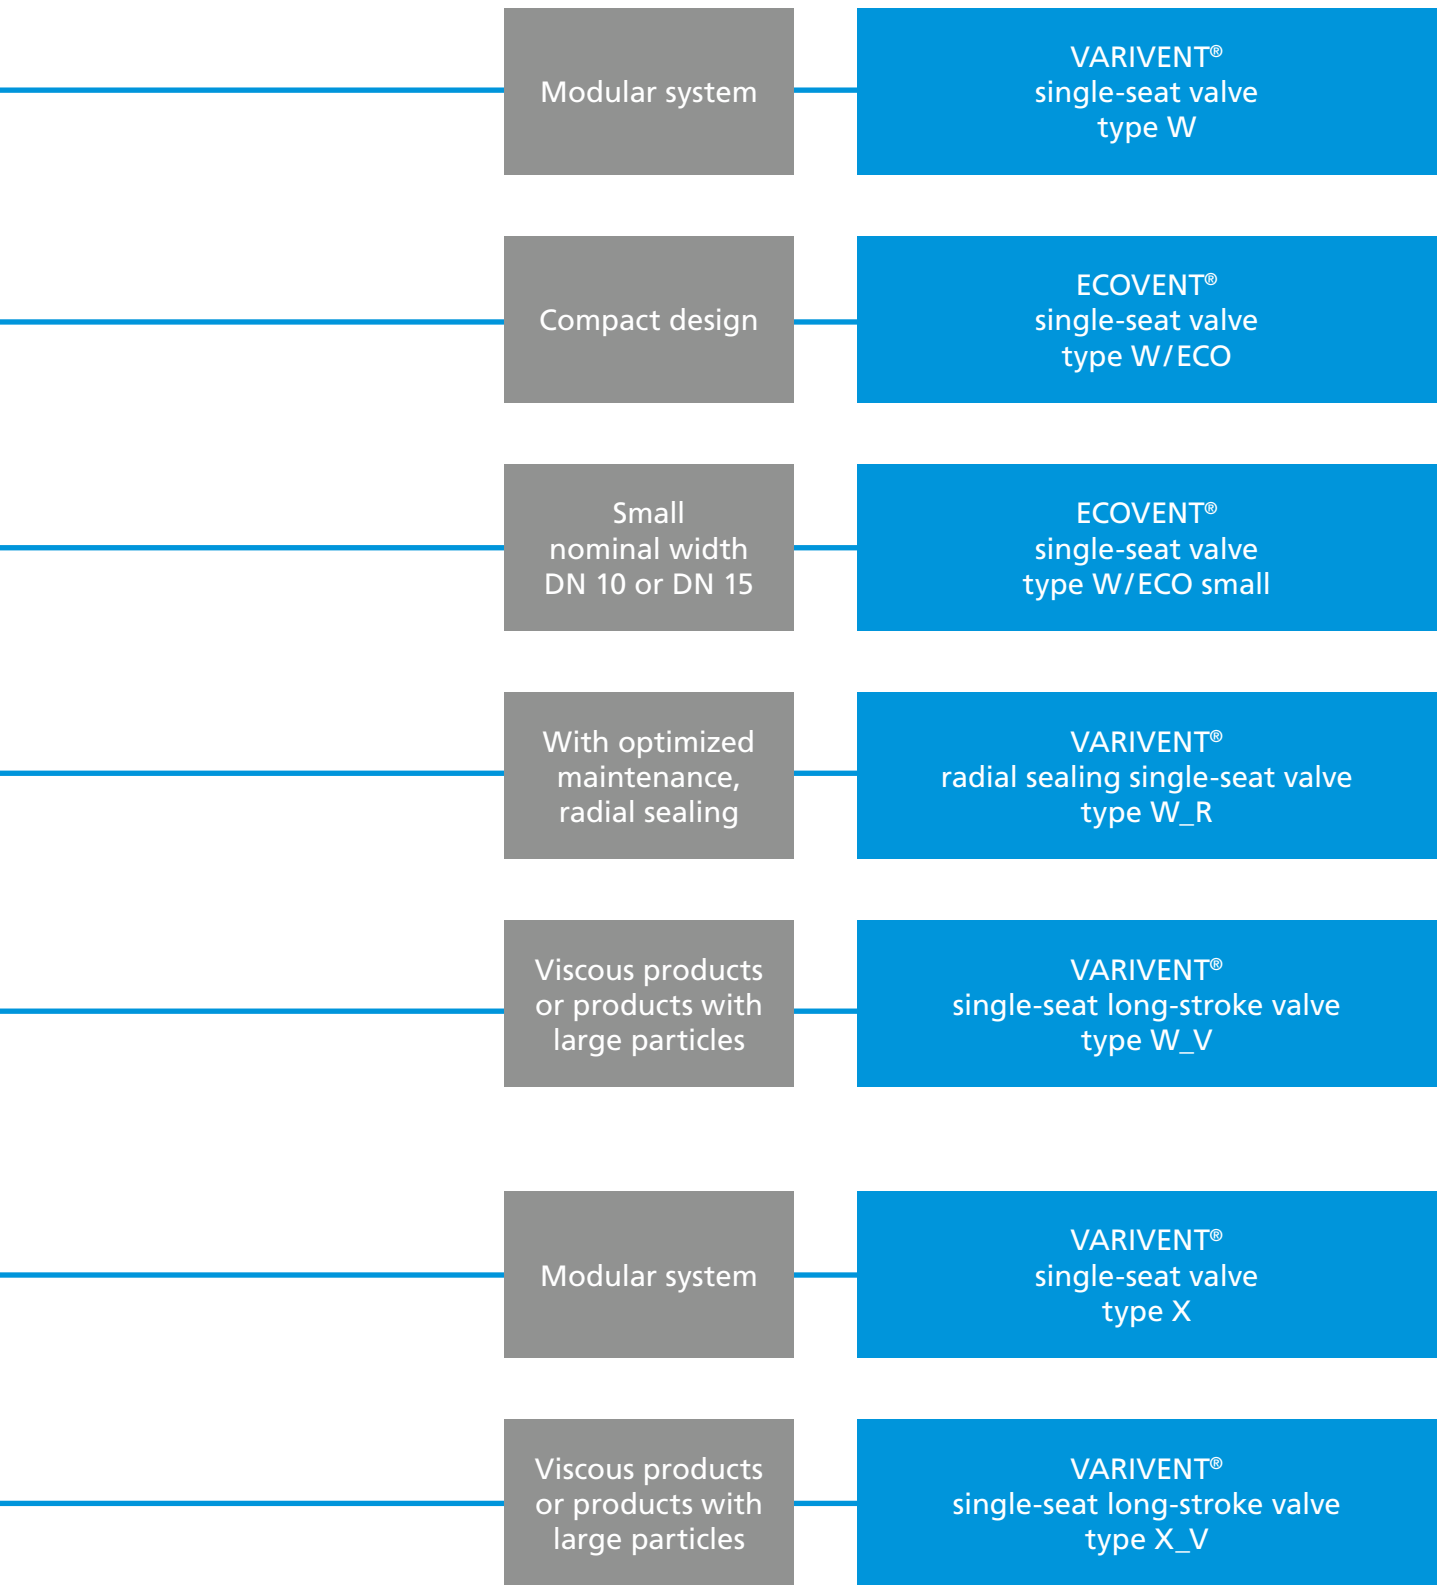 Modular system
VARIVENT®
single-seat valve
type W
Compact design
ECOVENT®
single-seat valve
type W/ECO
Small
nominal width
DN 10 or DN 15
ECOVENT®
single-seat valve
type W/ECO small
With optimized
maintenance,
radial sealing
VARIVENT®
radial sealing single-seat valve
type W_R
Viscous products
or products with
large particles
VARIVENT®
single-seat long-stroke valve
type W_V
Modular system
VARIVENT®
single-seat valve
type X
Viscous products
or products with
large particles
VARIVENT®
single-seat long-stroke valve
type X_V